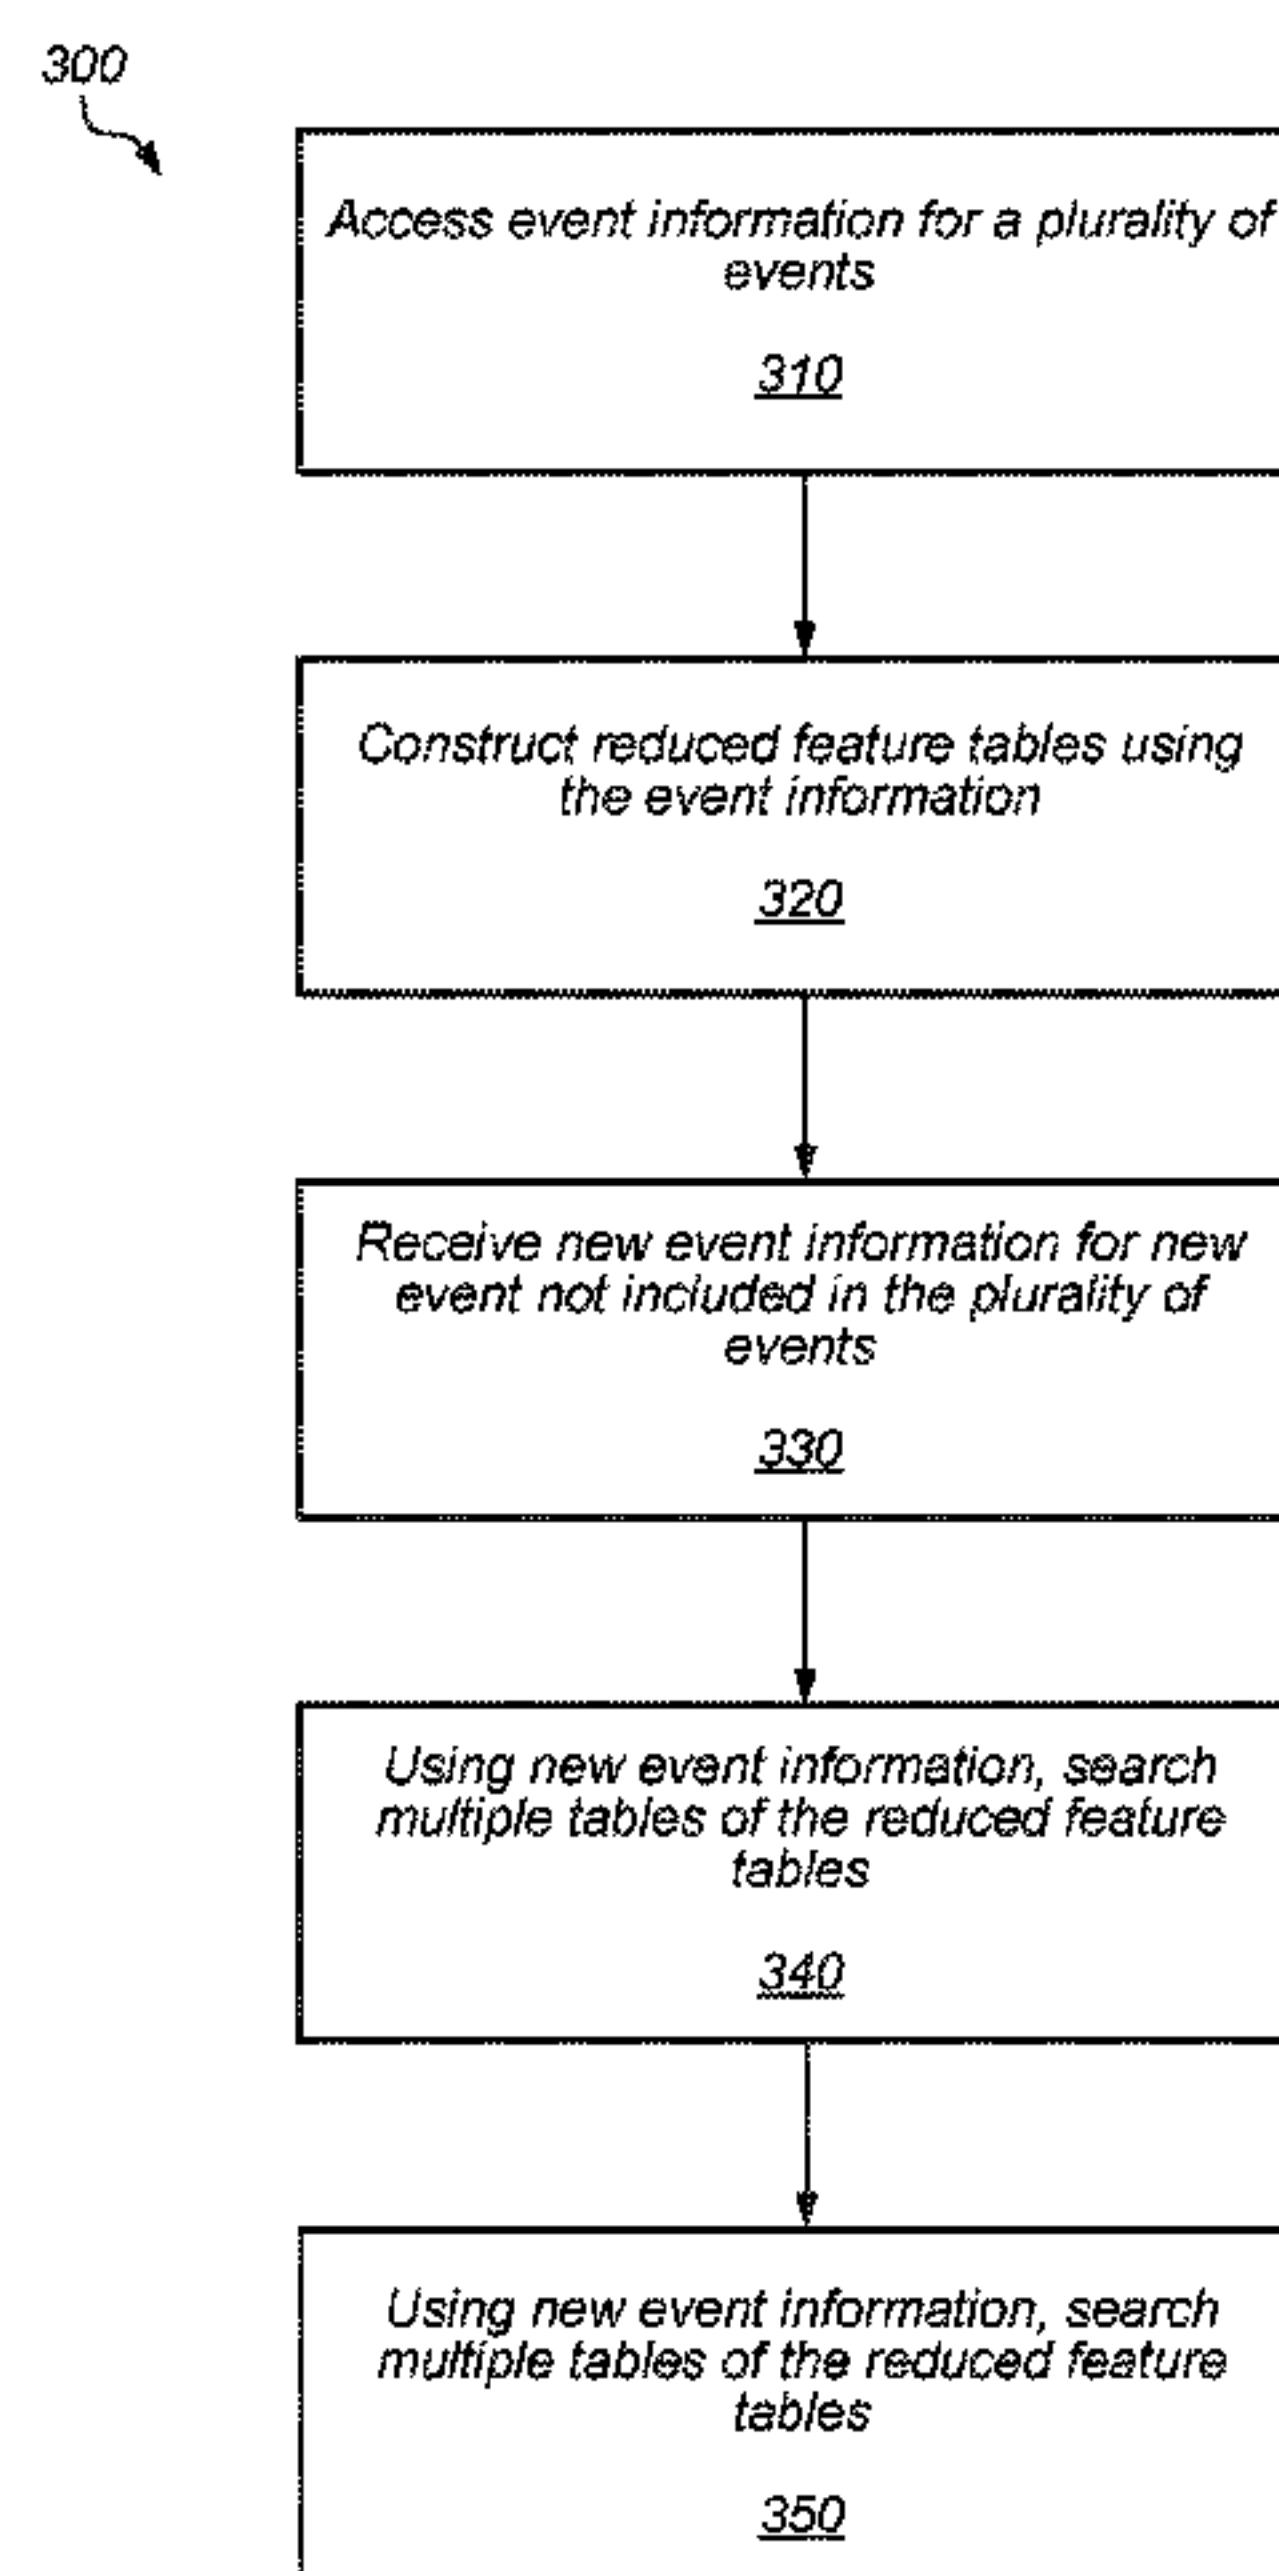 300
Access event information for a plurality of
events
310
Construct reduced feature tables using
the event information
320
Receive new event information for new
event not included in the plurality of
events
330
Using new event information, search
multiple tables of the reduced feature
tables
340
Using new event information, search
multiple tables of the reduced feature
tables
350